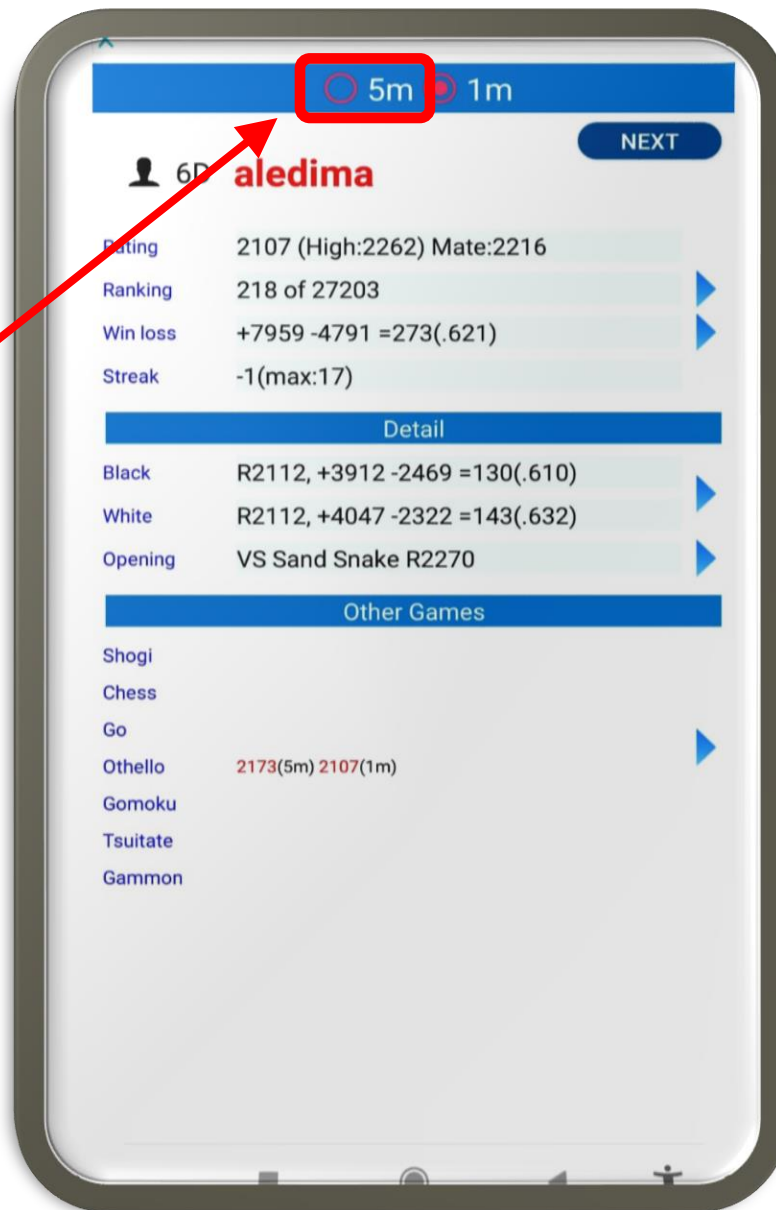 5m 1m
NEXT
6D aledima
Rating 2107 (High:2262) Mate:2216
Ranking 218 of 27203
Win loss +7959 -4791 =273(.621)
Streak -1(max:17)
Detail
Black R2112, +3912 -2469 =130(.610)
White R2112, +4047 -2322 =143(.632)
Opening VS Sand Snake R2270
Other Games
Shogi
Chess
Go
Othello 2173(5m) 2107(1m)
Gomoku
Tsuitate
Gammon